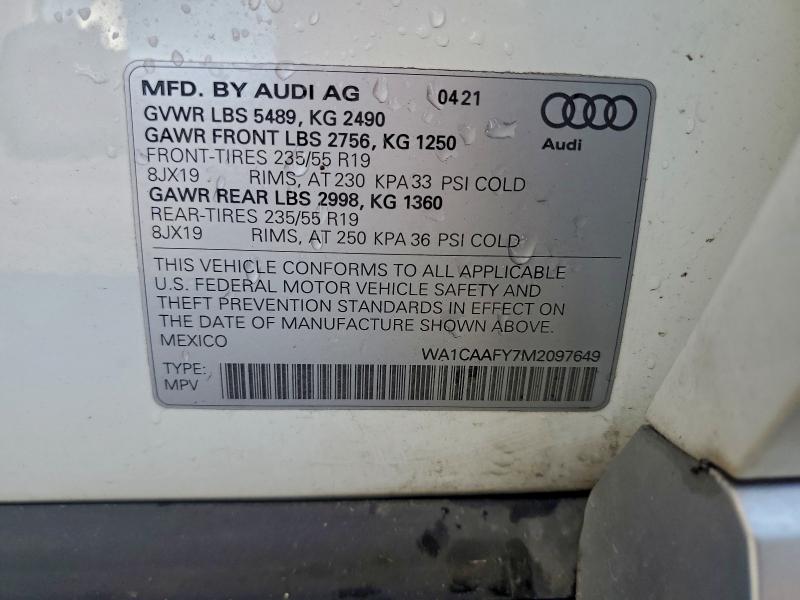 MFD. BY AUDI AG 0421
GVWR LBS 5489, KG 2490
GAWR FRONT LBS 2756, KG 1250
FRONT-TIRES 235/55 R19
8JX19 RIMS, AT 230 KPA 33 PSI COLD
GAWR REAR LBS 2998, KG 1360
REAR-TIRES 235/55 R19
8JX19 RIMS, AT 250 KPA 36 PSI COLD
Audi
THIS VEHICLE CONFORMS TO ALL APPLICABLE
U.S. FEDERAL MOTOR VEHICLE SAFETY AND
THEFT PREVENTION STANDARDS IN EFFECT ON
THE DATE OF MANUFACTURE SHOWN ABOVE.
MEXICO WA1CAAFY7M2097649
TYPE:
MPV